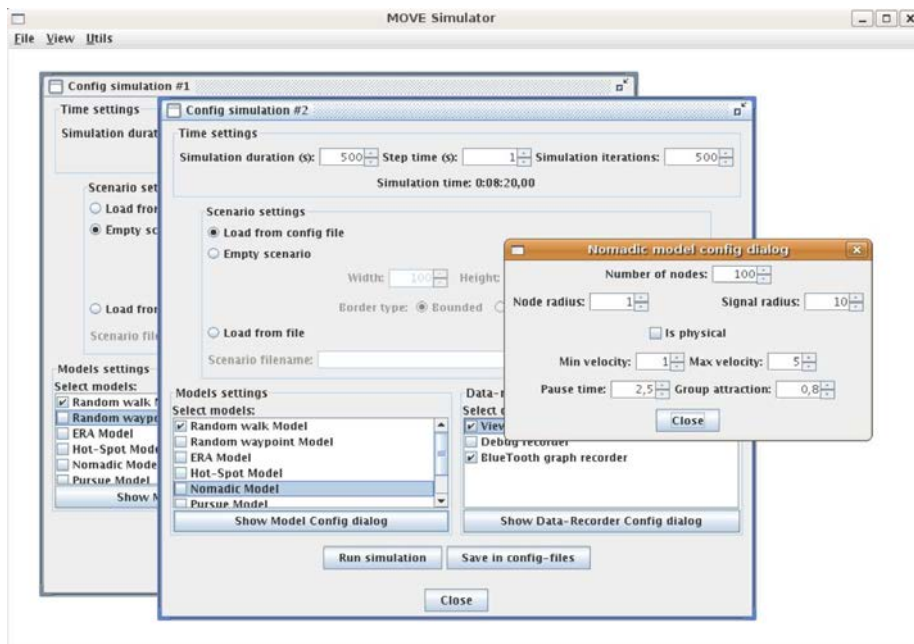 MOVE Simulator
File View Utils
Config simulation #1
Time settings
Simulation durat
Scenario set
Load fro
Empty sc
Load fro
Scenario file
Models settings
Select models:
Random walk M
Random waypo
ERA Model
Hot-Spot Mode
Nomadic Model
Pursue Model
Show M
Config simulation #2
Time settings
Simulation duration (s): 500 Step time (s): 1 Simulation iterations: 500
Simulation time: 0:08:20,00
Scenario settings
Load from config file
Empty scenario
Width: 100 Height:
Border type: Bounded
Load from file
Scenario filename:
Models settings
Select models:
Random walk Model
Random waypoint Model
ERA Model
Hot-Spot Model
Nomadic Model
Pursue Model
Show Model Config dialog
Data-r
Select d
View
Debug recorder
BlueTooth graph recorder
Show Data-Recorder Config dialog
Run simulation Save in config-files
Close
Nomadic model config dialog
Number of nodes: 100
Node radius: 1 Signal radius: 10
Is physical
Min velocity: 1 Max velocity: 5
Pause time: 2,5 Group attraction: 0,8
Close